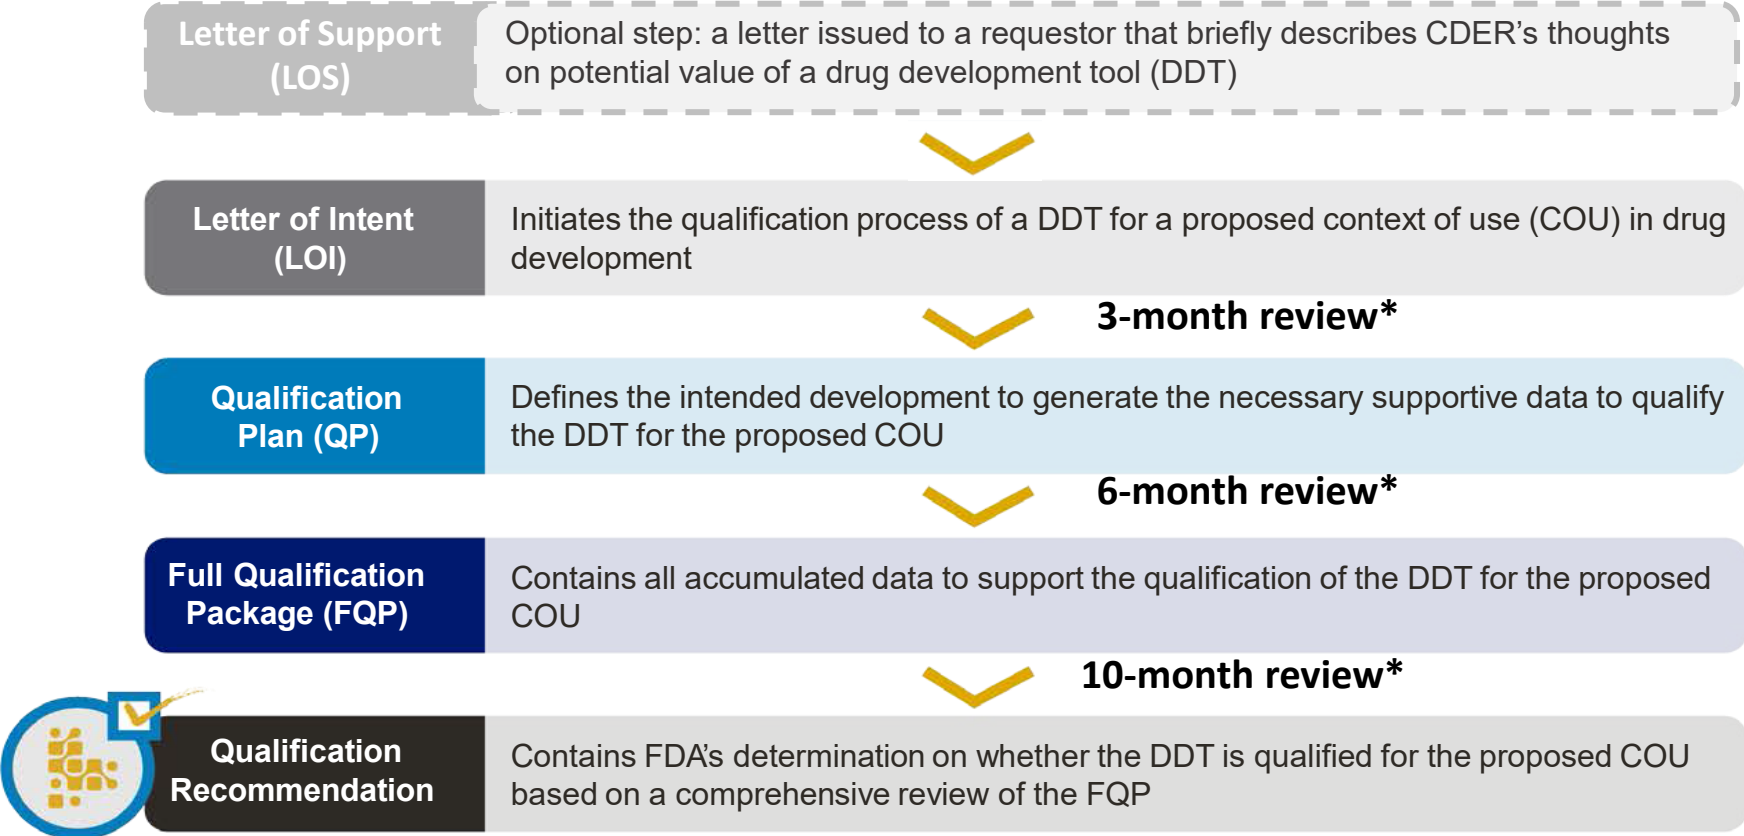 Letter of Support
(LOS)
Optional step: a letter issued to a requestor that briefly describes CDER’s thoughts
on potential value of a drug development tool (DDT)
Letter of Intent
(LOI)
Initiates the qualification process of a DDT for a proposed context of use (COU) in drug
development
3-month review*
Qualification
Plan (QP)
Defines the intended development to generate the necessary supportive data to qualify
the DDT for the proposed COU
6-month review*
Full Qualification
Package (FQP)
Contains all accumulated data to support the qualification of the DDT for the proposed
COU
10-month review*
Qualification
Recommendation
Contains FDA’s determination on whether the DDT is qualified for the proposed COU
based on a comprehensive review of the FQP